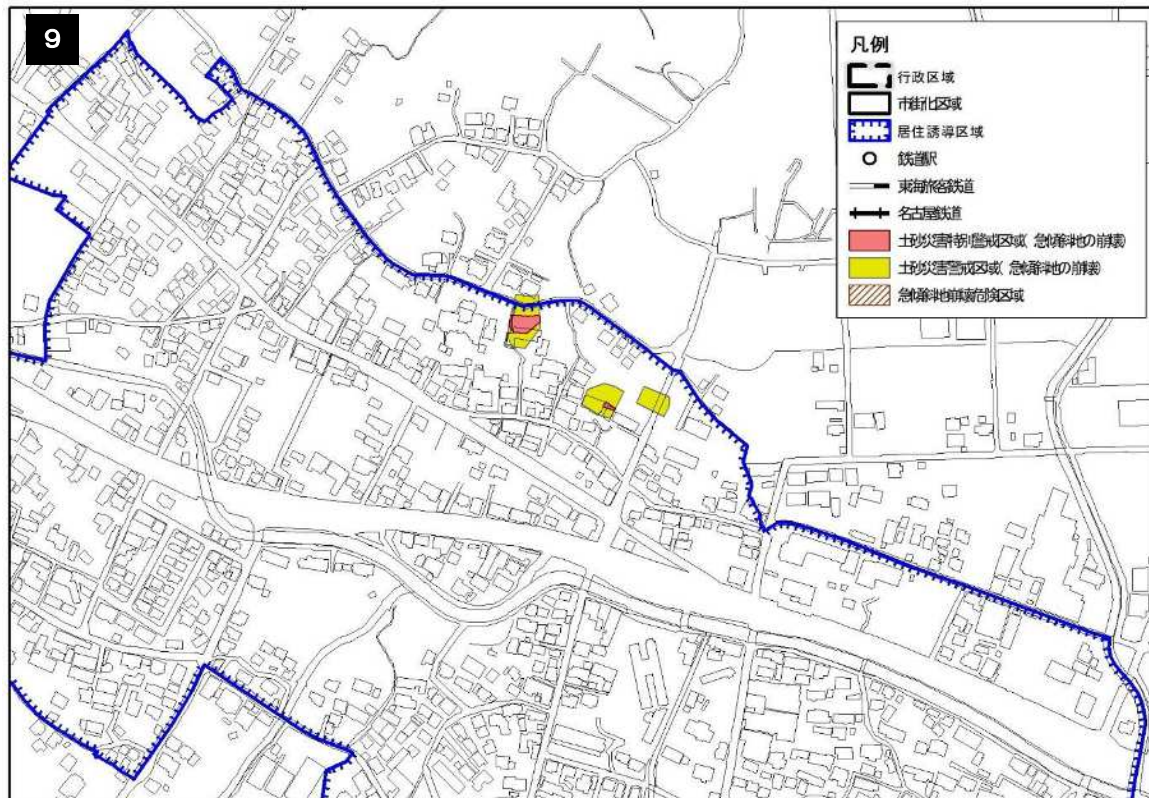 9
凡例
行政区域
市街化区域
居住誘導区域
鉄道駅
東海旅客鉄道
名古屋鉄道
土砂災害特別警戒区域(急傾斜地の崩壊)
土砂災害警戒区域(急傾斜地の崩壊)
急傾斜地崩壊危険区域